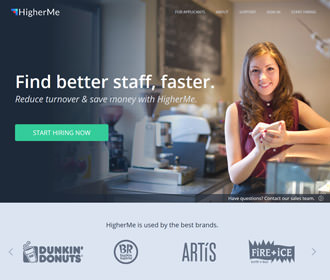 HigherMe
FOR APPLICANTS ABOUT SUPPORT SIGN IN START HIRING
Find better staff, faster.
Reduce turnover & save money with HigherMe.
START HIRING NOW
Have questions? Contact our sales team.
HigherMe is used by the best brands.
DUNKIN'
DONUTS
BR
ARTiS
FiRE+iCE